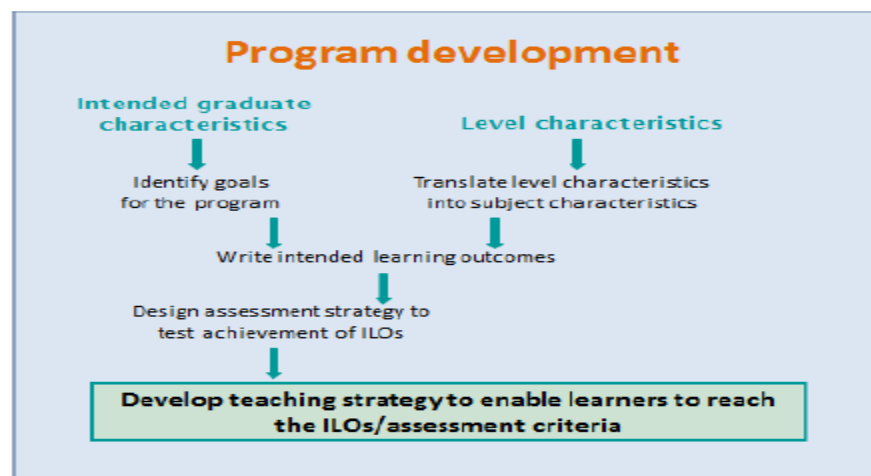 Program development
Intended graduate
characteristics
Level characteristics
Identify goals
for the program
Translate level characteristics
into subject characteristics
Write intended learning outcomes
Design assessment strategy to
test achievement of ILOs
Develop teaching strategy to enable learners to reach
the ILOs/assessment criteria